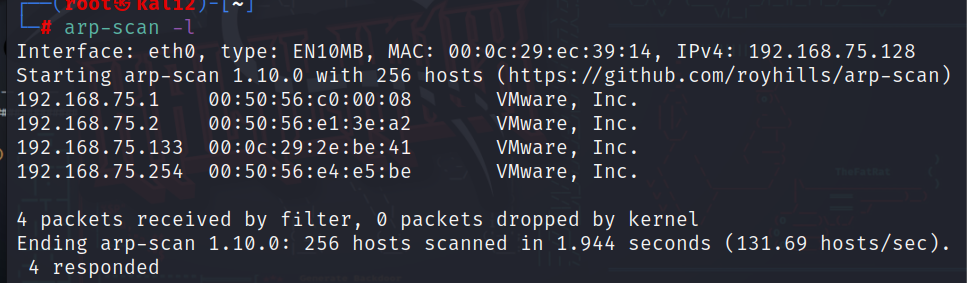 (root㉿kali2)-[~]
# arp-scan -l
Interface: eth0, type: EN10MB, MAC: 00:0c:29:ec:39:14, IPv4: 192.168.75.128
Starting arp-scan 1.10.0 with 256 hosts (https://github.com/royhills/arp-scan)
192.168.75.1 00:50:56:c0:00:08 VMware, Inc.
192.168.75.2 00:50:56:e1:3e:a2 VMware, Inc.
192.168.75.133 00:0c:29:2e:be:41 VMware, Inc.
192.168.75.254 00:50:56:e4:e5:be VMware, Inc.
4 packets received by filter, 0 packets dropped by kernel
Ending arp-scan 1.10.0: 256 hosts scanned in 1.944 seconds (131.69 hosts/sec).
4 responded